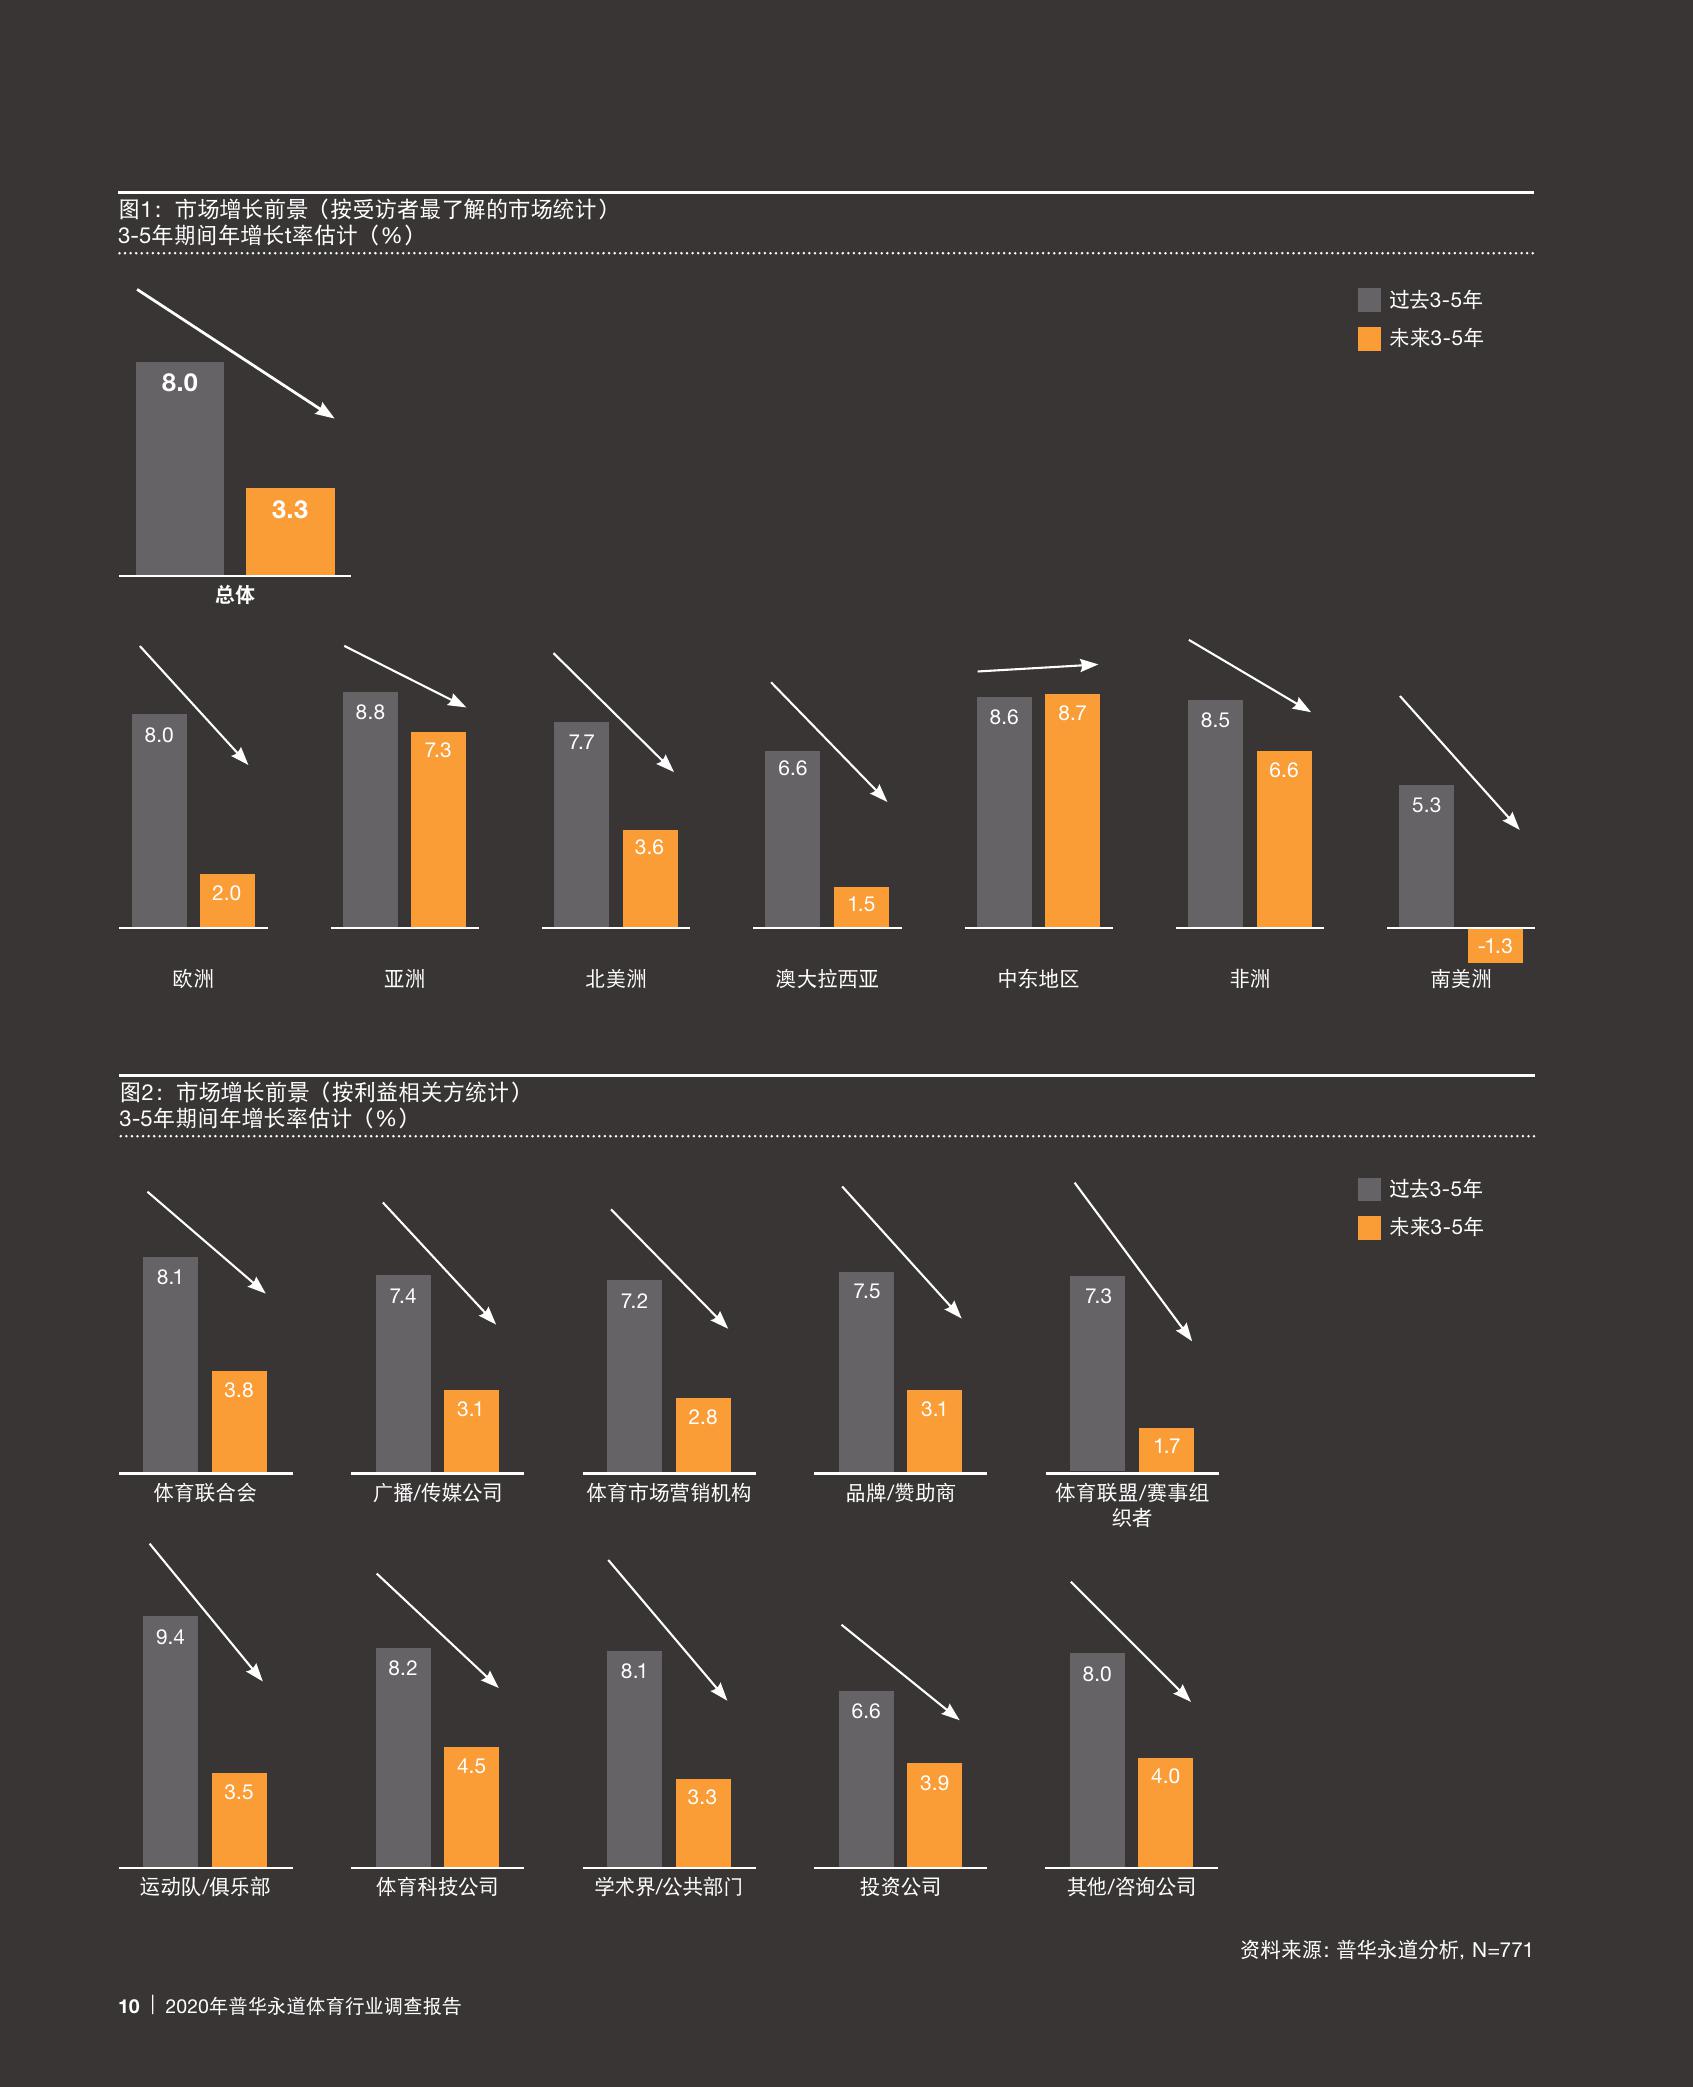 图1：市场增长前景（按受访者最了解的市场统计）
3-5年期间年增长t率估计（%）
过去3-5年
未来3-5年
8.0
3.3
总体
8.0
2.0
8.8
7.3
7.7
3.6
6.6
1.5
8.6
8.7
8.5
6.6
5.3
-1.3
欧洲
亚洲
北美洲
澳大拉西亚
中东地区
非洲
南美洲
图2：市场增长前景（按利益相关方统计）
3-5年期间年增长率估计（%）
过去3-5年
未来3-5年
8.1
3.8
7.4
3.1
7.2
2.8
7.5
3.1
7.3
1.7
体育联合会
广播/传媒公司
体育市场营销机构
品牌/赞助商
体育联盟/赛事组
织者
9.4
3.5
8.2
4.5
8.1
3.3
6.6
3.9
8.0
4.0
运动队/俱乐部
体育科技公司
学术界/公共部门
投资公司
其他/咨询公司
资料来源: 普华永道分析, N=771
10 | 2020年普华永道体育行业调查报告